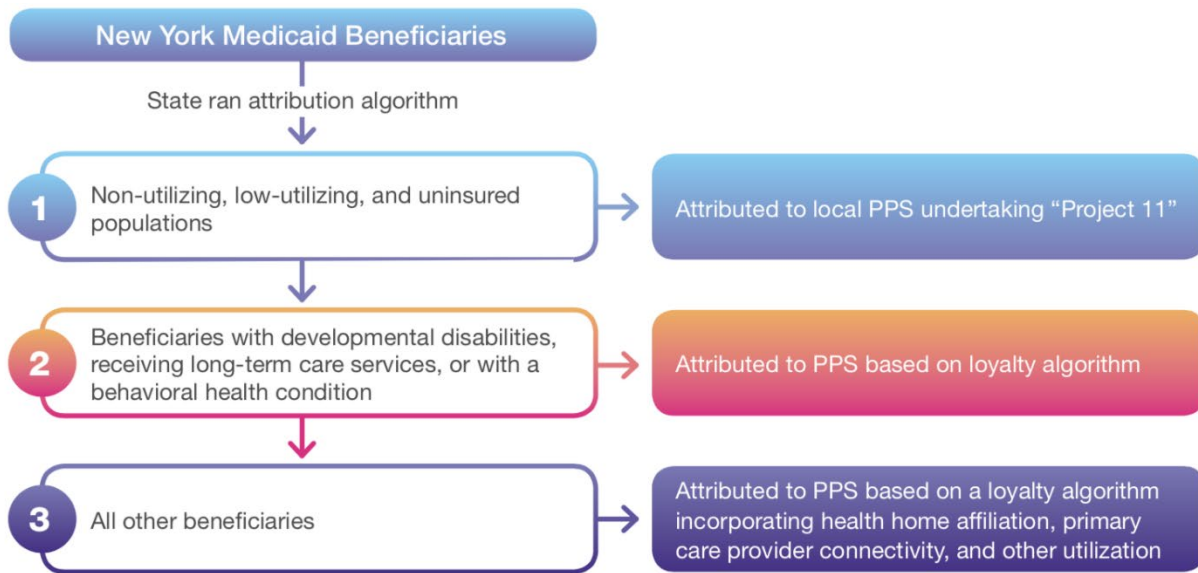 New York Medicaid Beneficiaries
State ran attribution algorithm
1
Non-utilizing, low-utilizing, and uninsured
populations
Attributed to local PPS undertaking “Project 11”
2
Beneficiaries with developmental disabilities,
receiving long-term care services, or with a
behavioral health condition
Attributed to PPS based on loyalty algorithm
3
All other beneficiaries
Attributed to PPS based on a loyalty algorithm
incorporating health home affiliation, primary
care provider connectivity, and other utilization